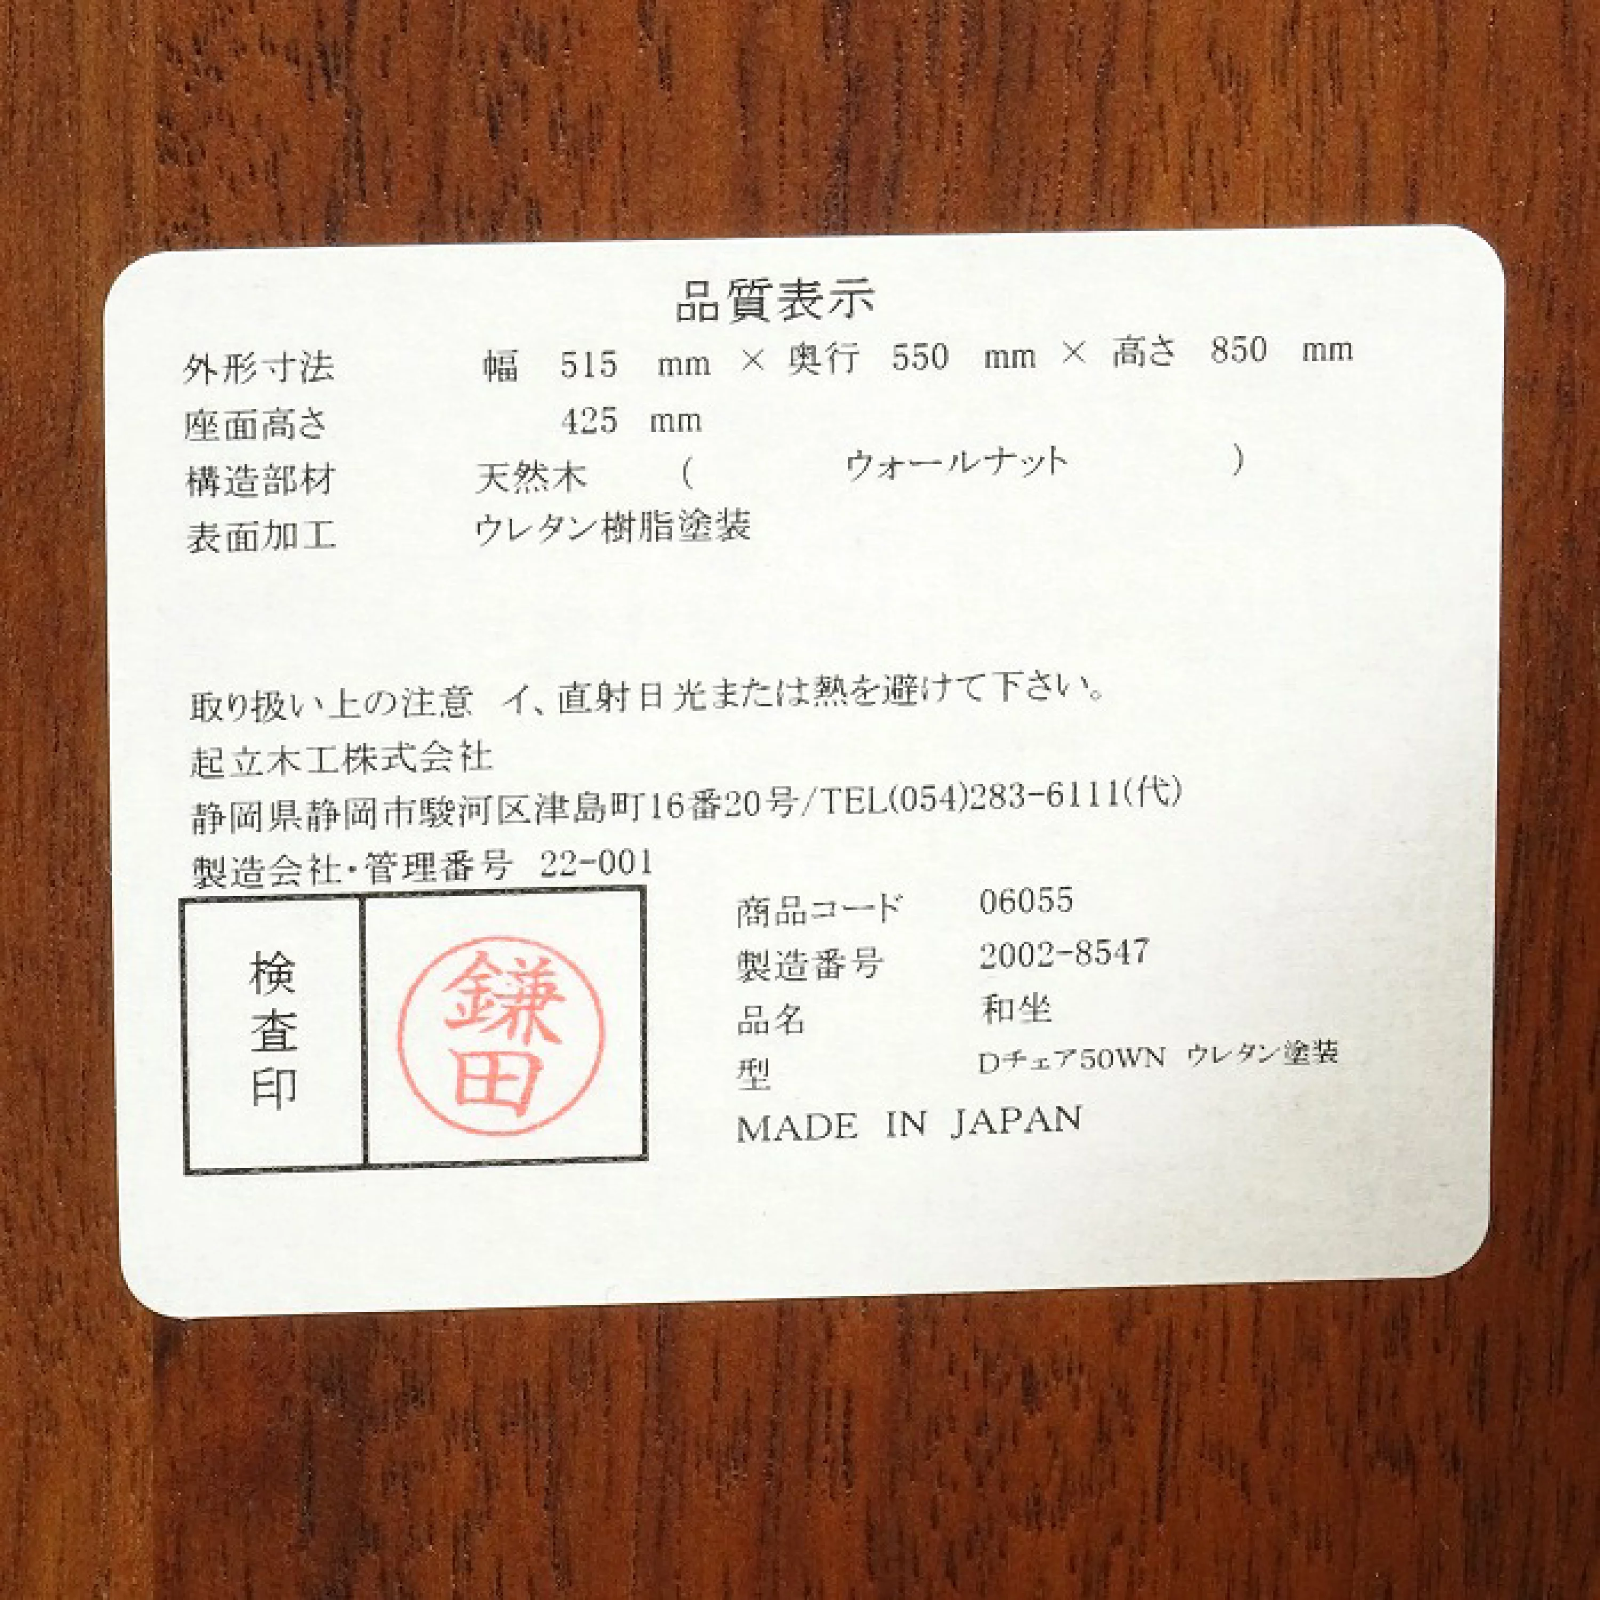 品質表示
外形寸法 幅 515 mm × 奥行 550 mm × 高さ 850 mm
座面高さ 425 mm
構造部材 天然木 ( ウォールナット )
表面加工 ウレタン樹脂塗装
取り扱い上の注意 イ、直射日光または熱を避けて下さい。
起立木工株式会社
静岡県静岡市駿河区津島町16番20号/TEL(054)283-6111(代)
製造会社・管理番号 22-001
検査印
鎌田
商品コード 06055
製造番号 2002-8547
品名 和坐
型 Dチェア50WN ウレタン塗装
MADE IN JAPAN